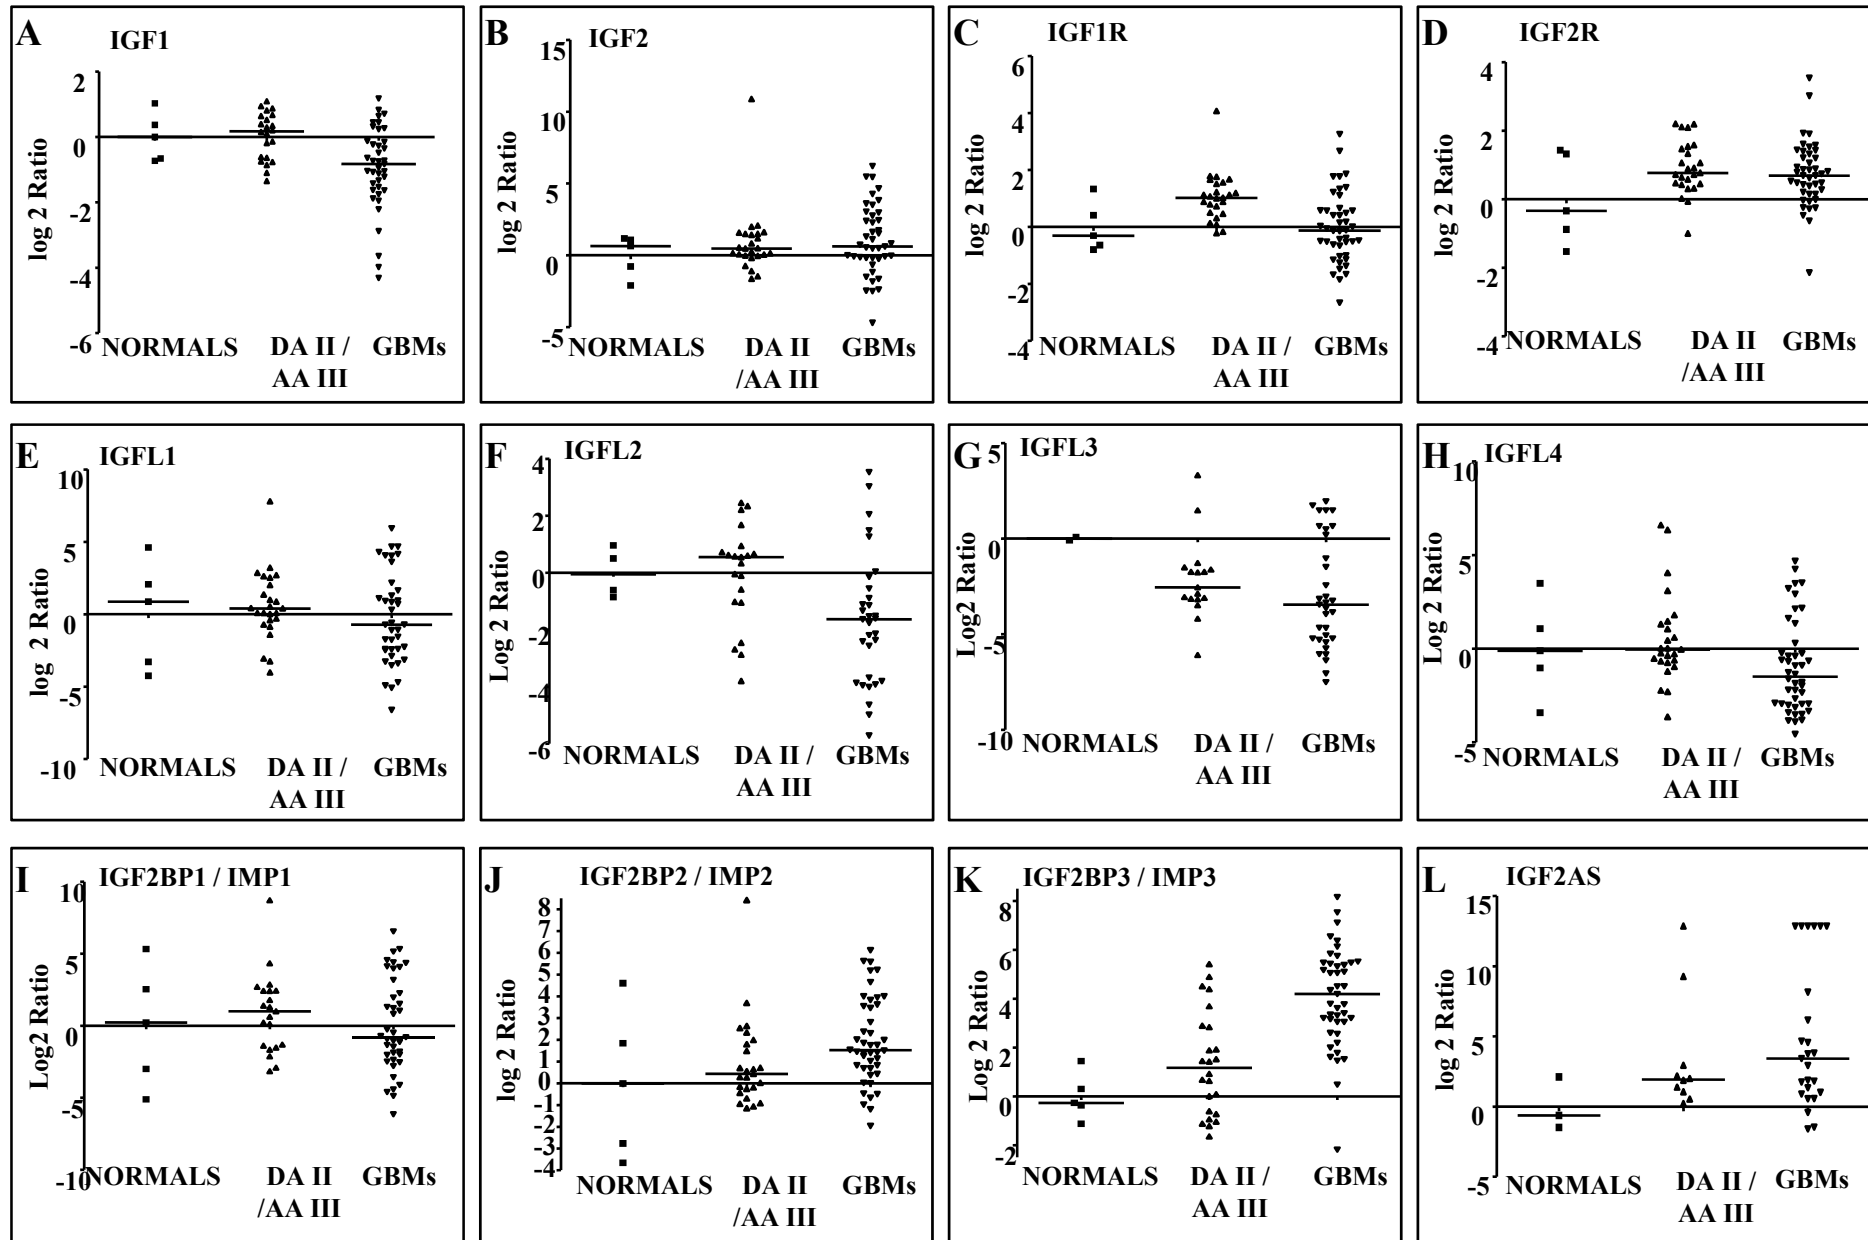 A
IGF1
2
0
-2
-4
-6
log 2 Ratio
NORMALS
DA II /
AA III
GBMs
B
IGF2
15
10
5
0
-5
log 2 Ratio
NORMALS
DA II
/AA III
GBMs
C
IGF1R
6
4
2
0
-2
-4
log 2 Ratio
NORMALS
DA II /
AA III
GBMs
D
IGF2R
4
2
0
-2
-4
log 2 Ratio
NORMALS
DA II
/AA III
GBMs
E
IGFL1
10
5
0
-5
-10
log 2 Ratio
NORMALS
DA II /
AA III
GBMs
F
IGFL2
4
2
0
-2
-4
-6
Log 2 Ratio
NORMALS
DA II /
AA III
GBMs
G
IGFL3
5
0
-5
-10
Log2 Ratio
NORMALS
DA II /
AA III
GBMs
H
IGFL4
10
5
0
-5
Log 2 Ratio
NORMALS
DA II /
AA III
GBMs
I
IGF2BP1 / IMP1
10
5
0
-5
-10
Log2 Ratio
NORMALS
DA II
/AA III
GBMs
J
IGF2BP2 / IMP2
8
7
6
5
4
3
2
1
0
-1
-2
-3
-4
log 2 Ratio
NORMALS
DA II
/AA III
GBMs
K
IGF2BP3 / IMP3
8
6
4
2
0
-2
Log 2 Ratio
NORMALS
DA II /
AA III
GBMs
L
IGF2AS
15
10
5
0
-5
log 2 Ratio
NORMALS
DA II /
AA III
GBMs